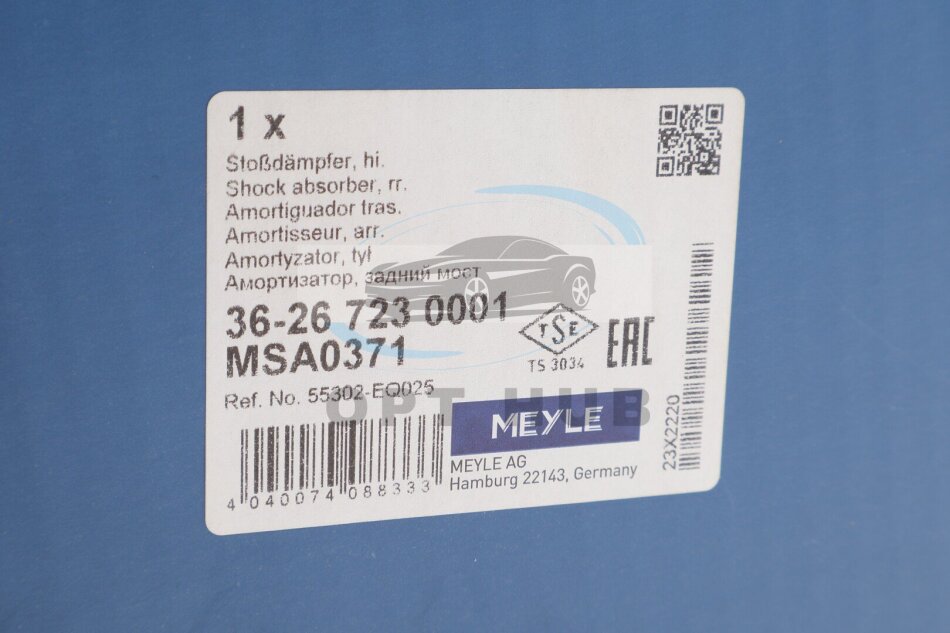 1 x
Stoßdämpfer, hi.
Shock absorber, rr.
Amortiguador tras.
Amortisseur, arr.
Amortyzator, tył
Амортизатор, задний мост
36-26 723 0001
MSA0371
Ref. No. 55302-EQ025
TSE
TS 3034
EAC
OPT HUB
MEYLE
MEYLE AG
Hamburg 22143, Germany
4 040074 088333
23X2220